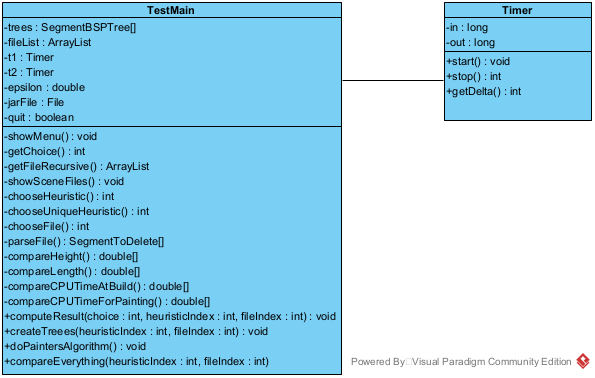 TestMain
-trees : SegmentBSPTree[]
-fileList : ArrayList
-t1 : Timer
-t2 : Timer
-epsilon : double
-jarFile : File
-quit : boolean
-showMenu() : void
-getChoice() : int
-getFileRecursive() : ArrayList
-showSceneFiles() : void
-chooseHeuristic() : int
-chooseUniqueHeuristic() : int
-chooseFile() : int
-parseFile() : SegmentToDelete[]
-compareHeight() : double[]
-compareLength() : double[]
-compareCPUTimeAtBuild() : double[]
-compareCPUTimeForPainting() : double[]
+computeResult(choice : int, heuristicIndex : int, fileIndex : int) : void
+createTreees(heuristicIndex : int, fileIndex : int) : void
+doPaintersAlgorithm() : void
+compareEverything(heuristicIndex : int, fileIndex : int)
Timer
-in : long
-out : long
+start() : void
+stop() : int
+getDelta() : int
Powered By Visual Paradigm Community Edition